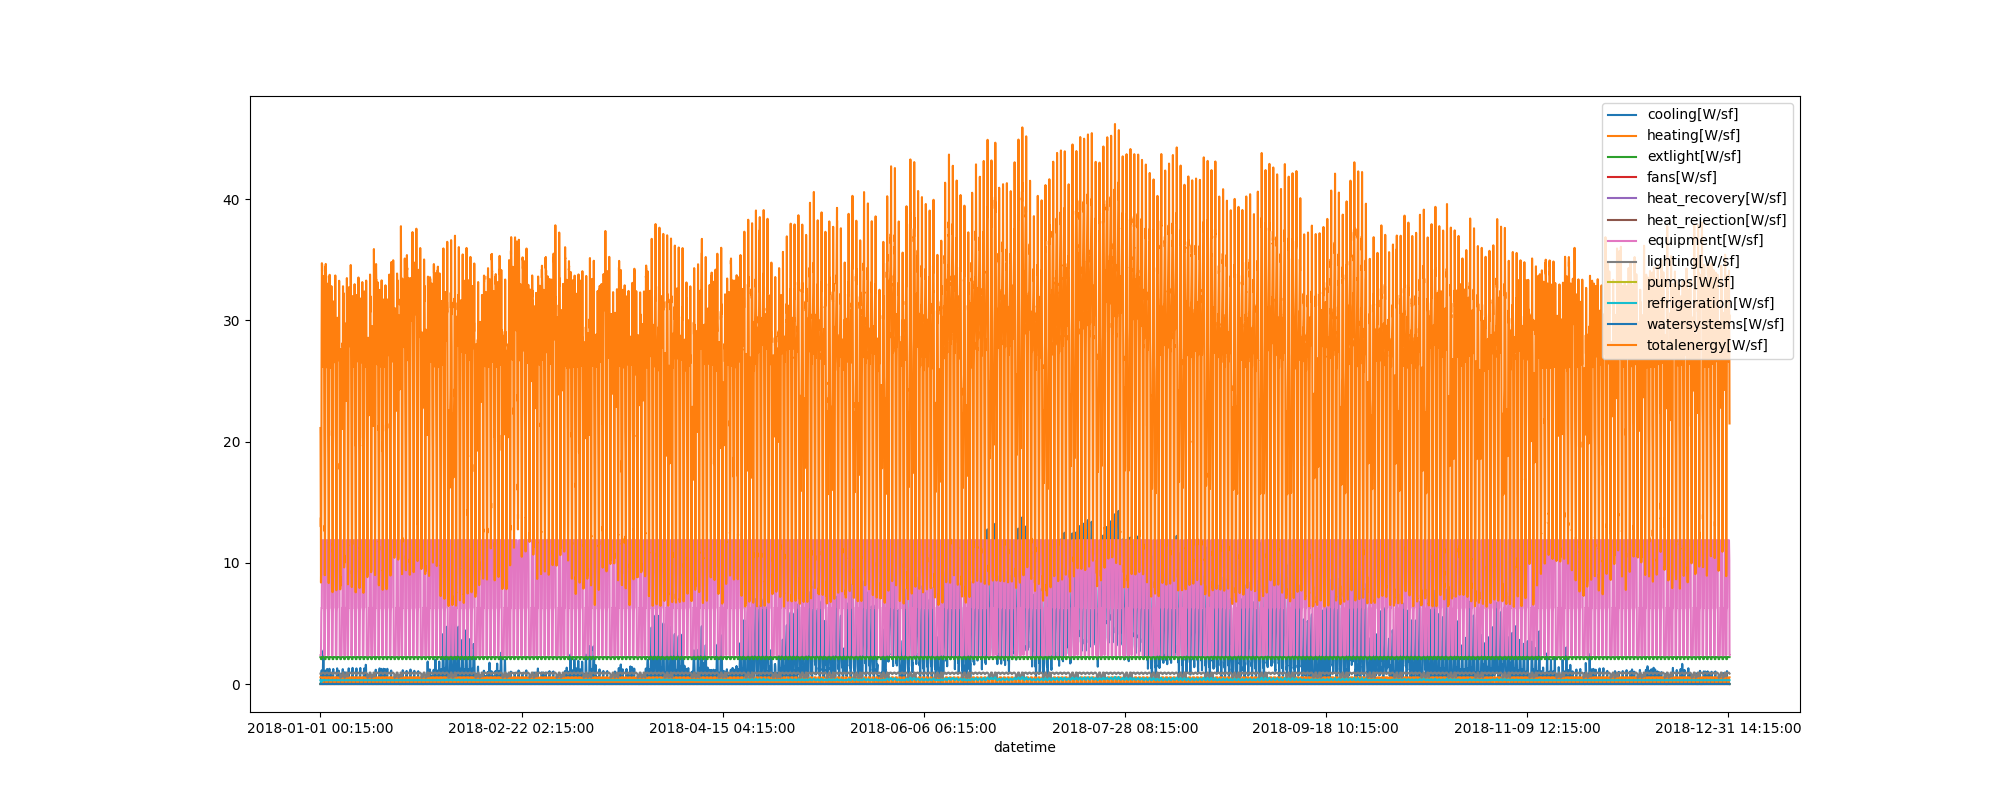 cooling[W/sf]
heating[W/sf]
extlight[W/sf]
fans[W/sf]
heat_recovery[W/sf]
heat_rejection[W/sf]
equipment[W/sf]
lighting[W/sf]
pumps[W/sf]
refrigeration[W/sf]
watersystems[W/sf]
totalenergy[W/sf]
40
30
20
10
0
2018-01-01 00:15:00
2018-02-22 02:15:00
2018-04-15 04:15:00
2018-06-06 06:15:00
2018-07-28 08:15:00
2018-09-18 10:15:00
2018-11-09 12:15:00
2018-12-31 14:15:00
datetime